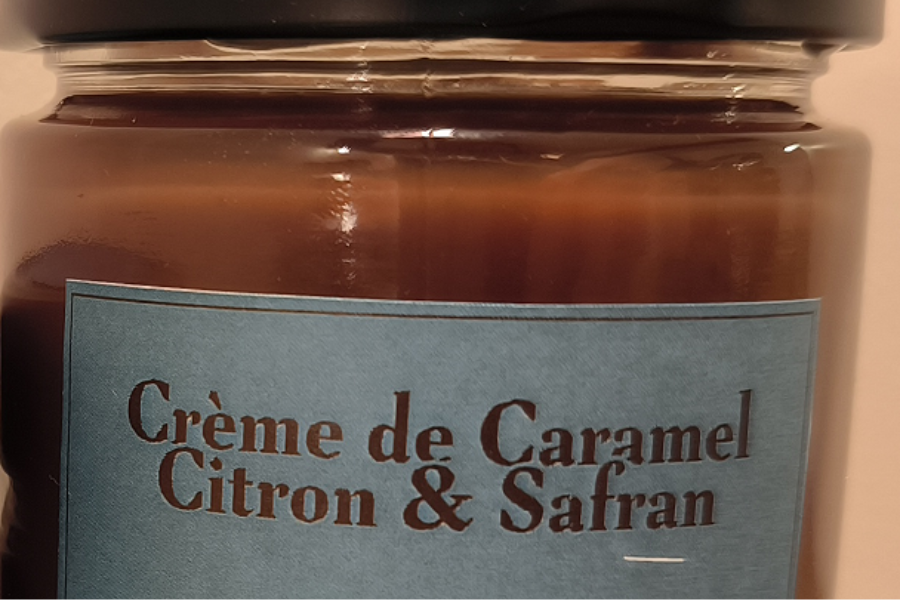 Crème de Caramel
Citron & Safran